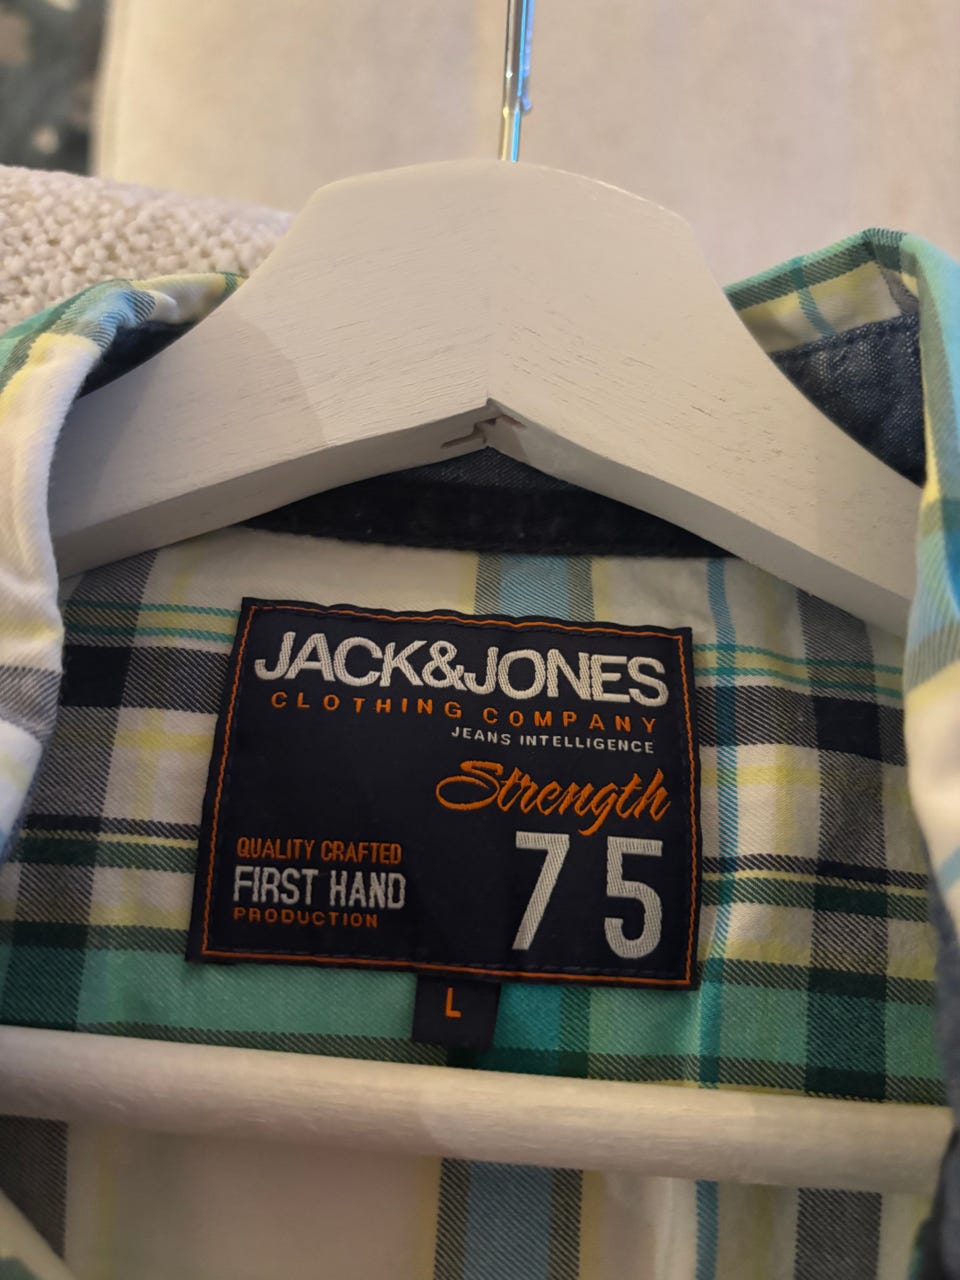 JACK&JONES
CLOTHING COMPANY
JEANS INTELLIGENCE
Strength
75
QUALITY CRAFTED
FIRST HAND
PRODUCTION
L